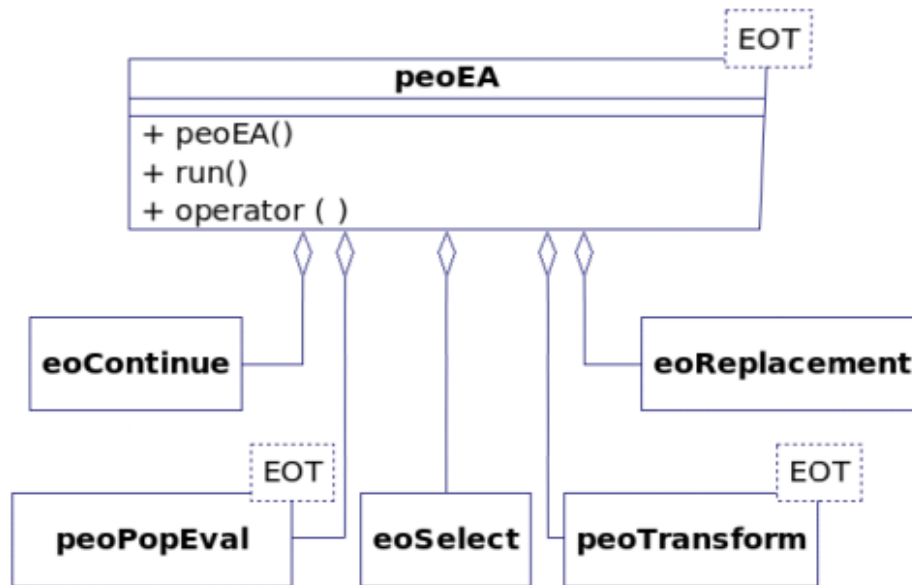 EOT
peoEA
+ peoEA()
+ run()
+ operator ( )
eoContinue
eoReplacement
EOT
EOT
peoPopEval
eoSelect
peoTransform